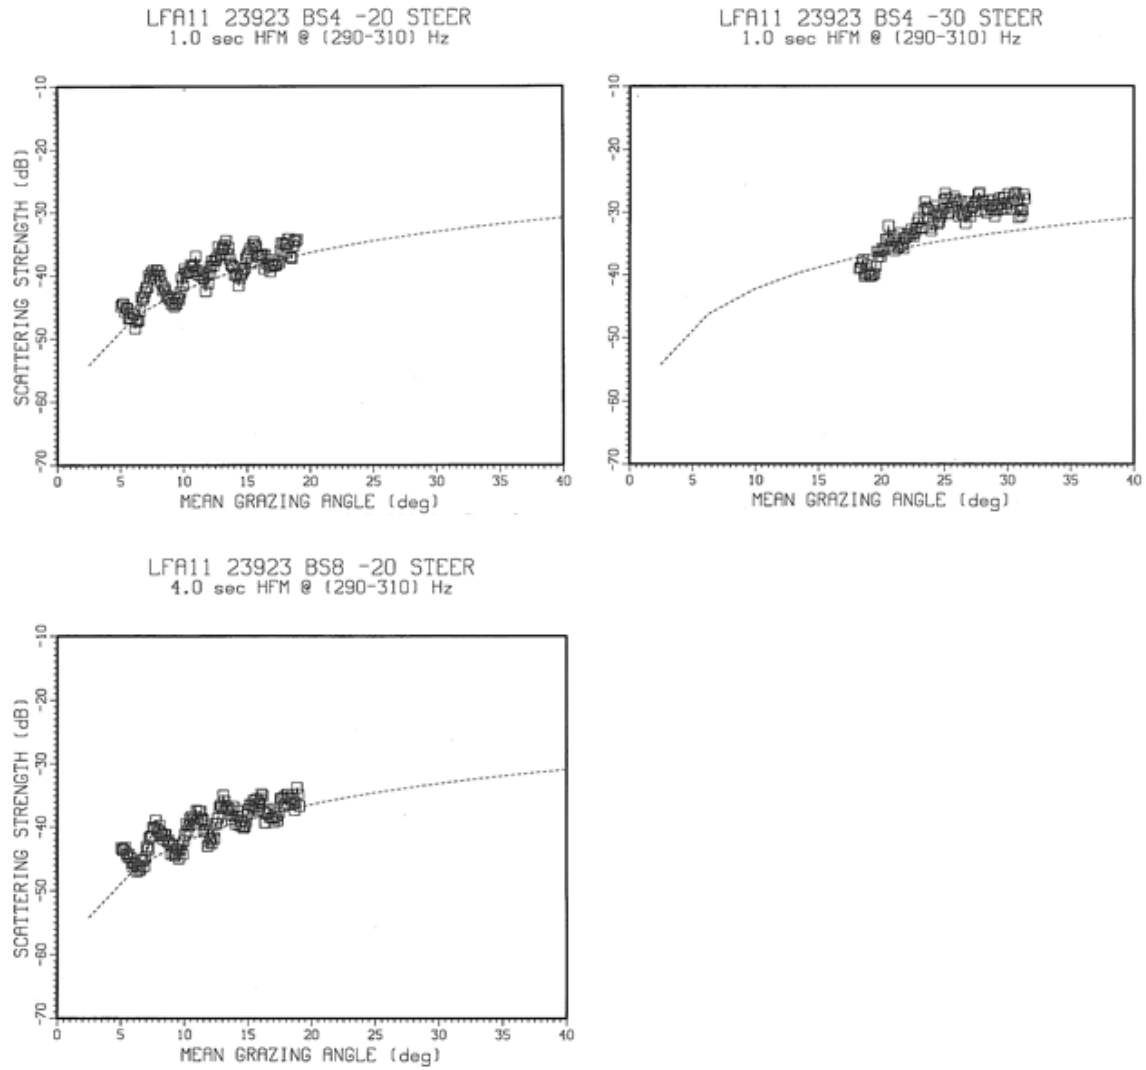 LFA11 23923 BS4 -20 STEER
1.0 sec HFM @ (290-310) Hz
SCATTERING STRENGTH (dB)
-10
-20
-30
-40
-50
-60
-70
0 5 10 15 20 25 30 35 40
MEAN GRAZING ANGLE (deg)
LFA11 23923 BS4 -30 STEER
1.0 sec HFM @ (290-310) Hz
-10
-20
-30
-40
-50
-60
-70
0 5 10 15 20 25 30 35 40
MEAN GRAZING ANGLE (deg)
LFA11 23923 BS8 -20 STEER
4.0 sec HFM @ (290-310) Hz
SCATTERING STRENGTH (dB)
-10
-20
-30
-40
-50
-60
-70
0 5 10 15 20 25 30 35 40
MEAN GRAZING ANGLE (deg)